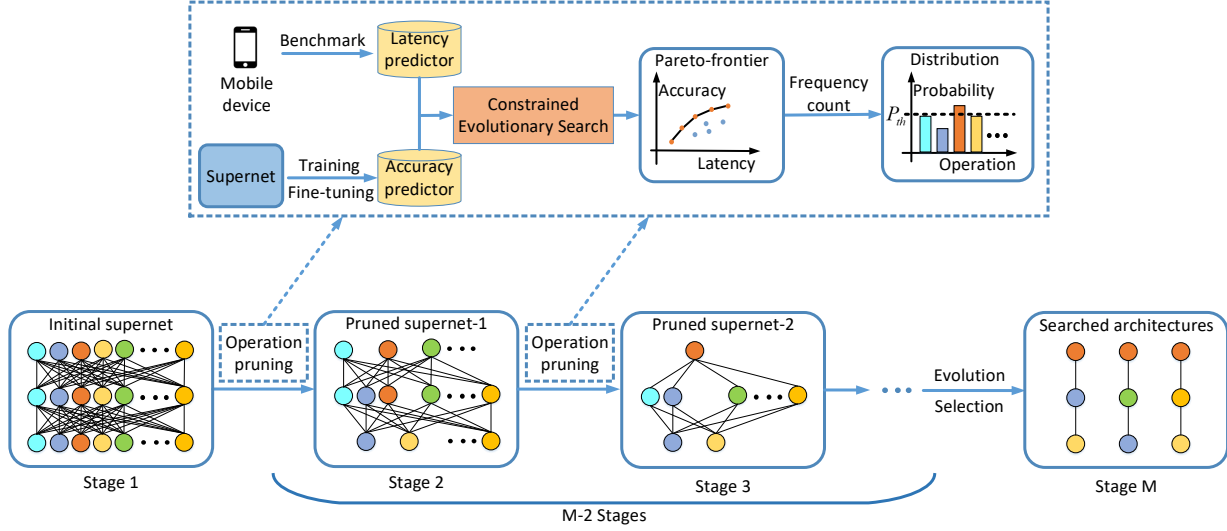 Benchmark
Mobile
device
Latency
predictor
Supernet
Training
Fine-tuning
Accuracy
predictor
Constrained
Evolutionary Search
Pareto-frontier
Accuracy
Latency
Frequency
count
Distribution
Probability
P_th
Operation
Initinal supernet
Stage 1
Operation
pruning
Pruned supernet-1
Stage 2
Operation
pruning
Pruned supernet-2
Stage 3
M-2 Stages
Evolution
Selection
Searched architectures
Stage M